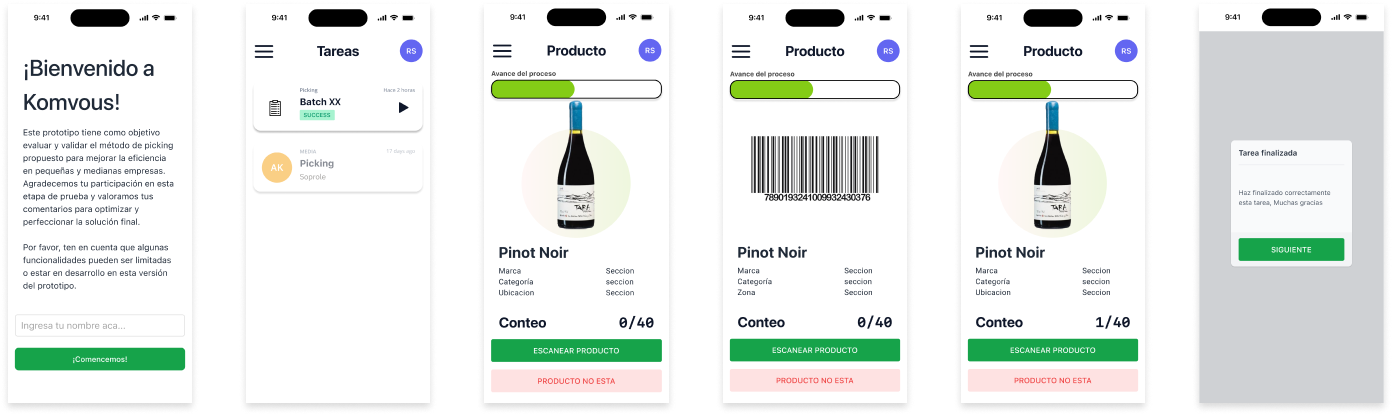 9:41
¡Bienvenido a
Komvous!
Este prototipo tiene como objetivo
evaluar y validar el método de picking
propuesto para mejorar la eficiencia
en pequeñas y medianas empresas.
Agradecemos tu participación en esta
etapa de prueba y valoramos tus
comentarios para optimizar y
perfeccionar la solución final.
Por favor, ten en cuenta que algunas
funcionalidades pueden ser limitadas
o estar en desarrollo en esta versión
del prototipo.
Ingresa tu nombre aca...
¡Comencemos!
9:41
Tareas
RS
Picking
Hace 2 horas
Batch XX
SUCCESS
AK
MEDIA
17 days ago
Picking
Soprole
9:41
Producto
RS
Avance del proceso
TARA
Pinot Noir
Marca Seccion
Categoría seccion
Ubicacion Seccion
Conteo 0/40
ESCANEAR PRODUCTO
PRODUCTO NO ESTA
9:41
Producto
RS
Avance del proceso
78901932410099932430376
Pinot Noir
Marca Seccion
Categoría seccion
Zona Seccion
Conteo 0/40
ESCANEAR PRODUCTO
PRODUCTO NO ESTA
9:41
Producto
RS
Avance del proceso
TARA
Pinot Noir
Marca Seccion
Categoría seccion
Ubicacion Seccion
Conteo 1/40
ESCANEAR PRODUCTO
PRODUCTO NO ESTA
9:41
Tarea finalizada
Haz finalizado correctamente
esta tarea, Muchas gracias
SIGUIENTE